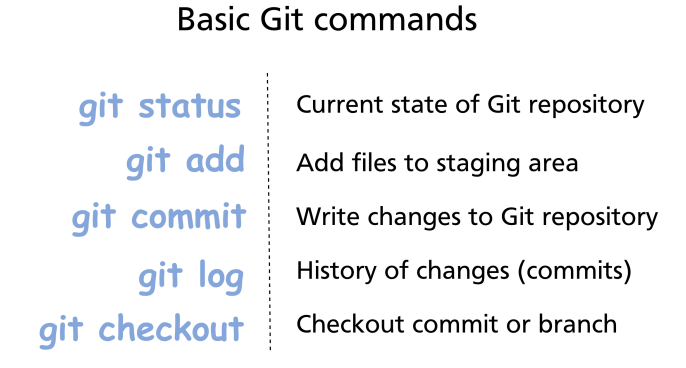 Basic Git commands
git status Current state of Git repository
git add Add files to staging area
git commit Write changes to Git repository
git log History of changes (commits)
git checkout Checkout commit or branch